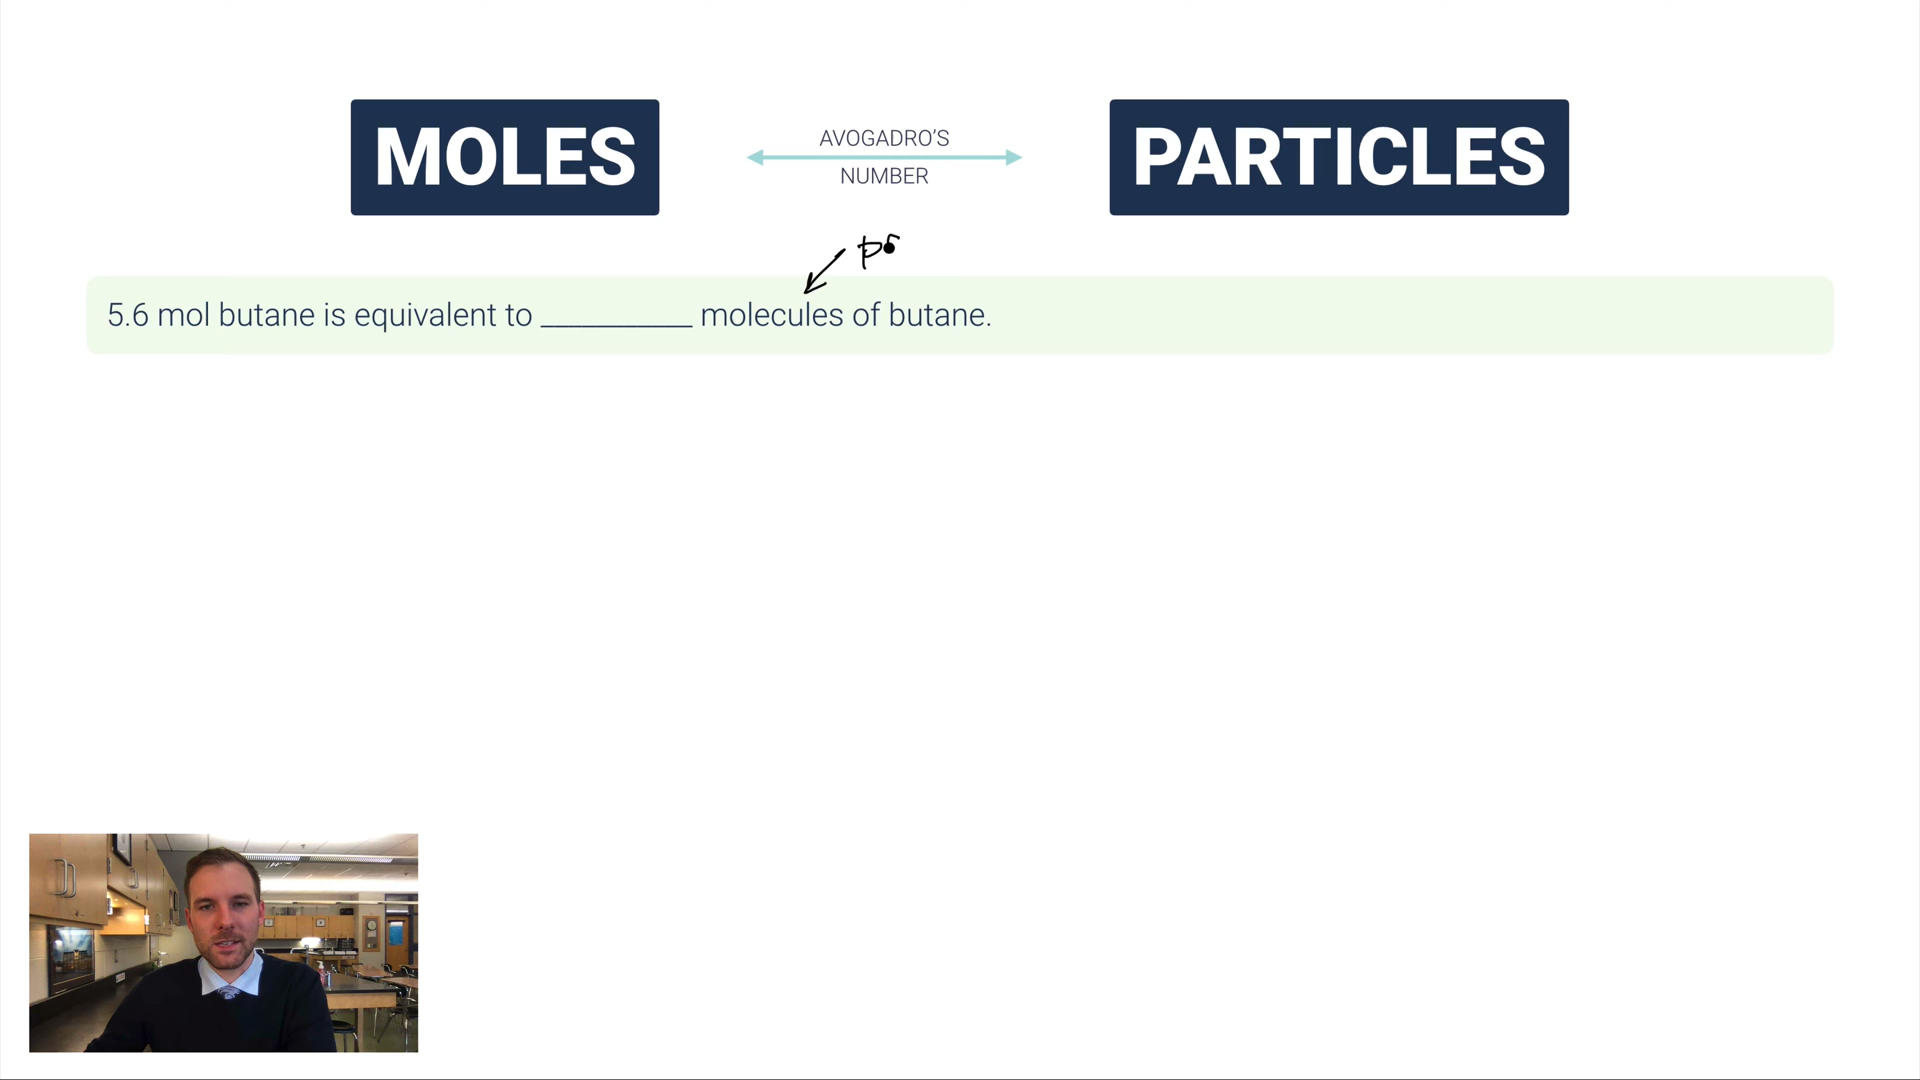 MOLES
AVOGADRO'S
NUMBER
PARTICLES
5.6 mol butane is equivalent to __________ molecules of butane.